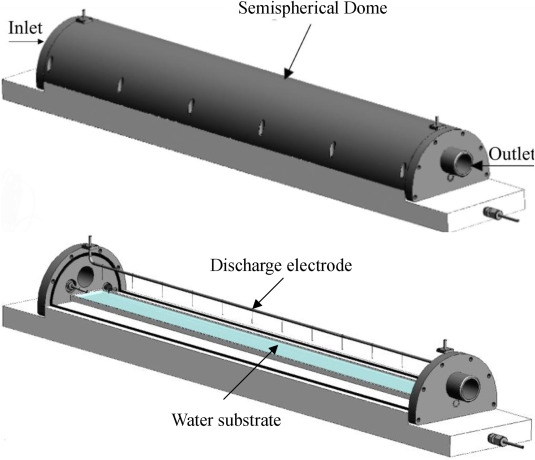 Semispherical Dome
Inlet
Outlet
Discharge electrode
Water substrate